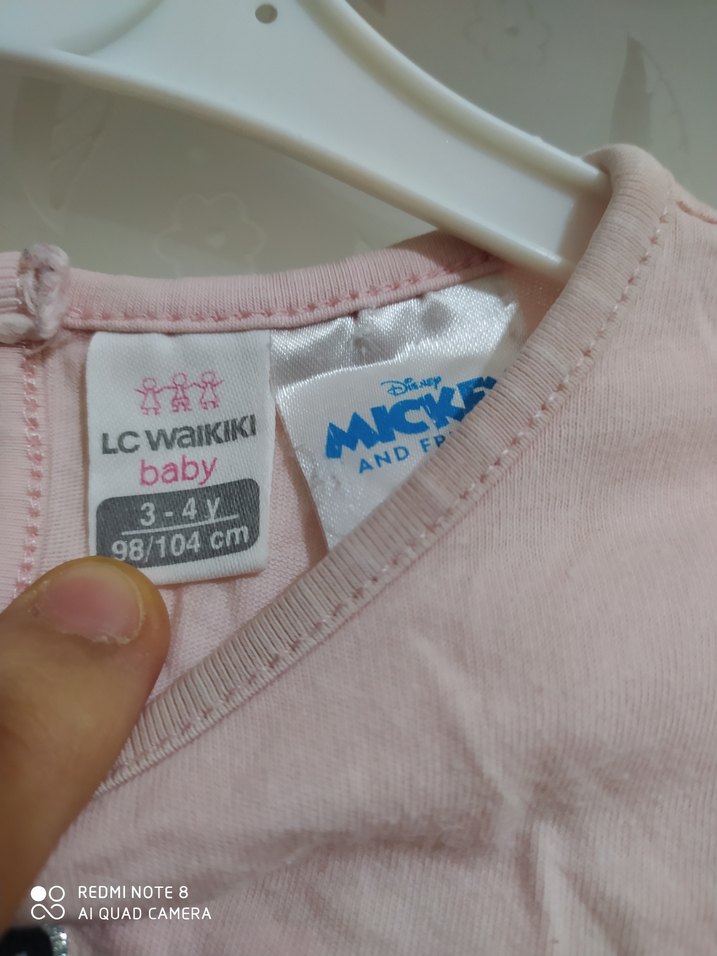 LC WAIKIKI
baby
3 - 4 y
98/104 cm
Disney
AND
REDMI NOTE 8
AI QUAD CAMERA